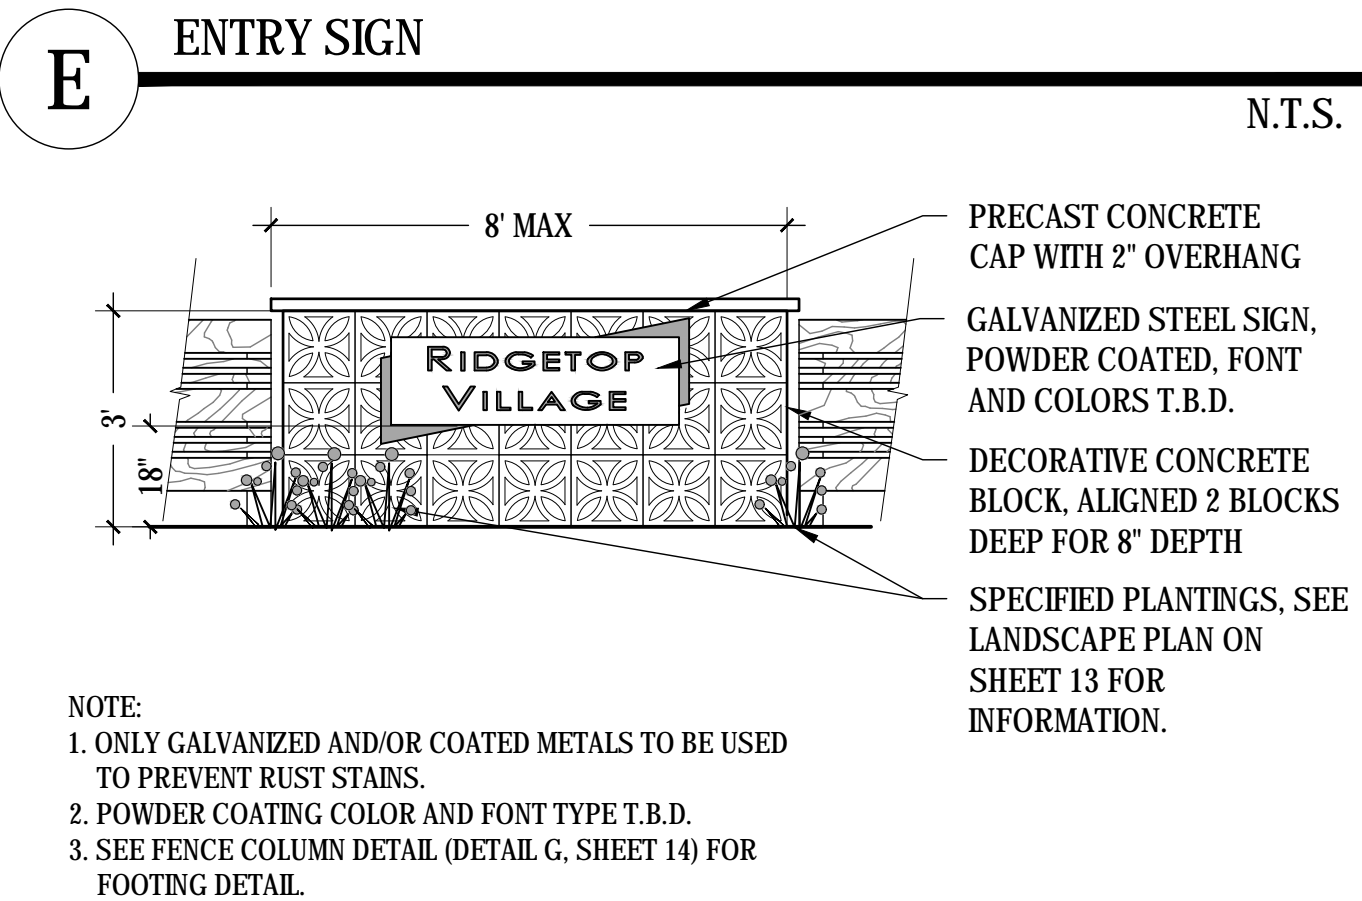 E
ENTRY SIGN
N.T.S.
8' MAX
3'
18"
RIDGETOP
VILLAGE
PRECAST CONCRETE
CAP WITH 2" OVERHANG
GALVANIZED STEEL SIGN,
POWDER COATED, FONT
AND COLORS T.B.D.
DECORATIVE CONCRETE
BLOCK, ALIGNED 2 BLOCKS
DEEP FOR 8" DEPTH
SPECIFIED PLANTINGS, SEE
LANDSCAPE PLAN ON
SHEET 13 FOR
INFORMATION.
NOTE:
1. ONLY GALVANIZED AND/OR COATED METALS TO BE USED
TO PREVENT RUST STAINS.
2. POWDER COATING COLOR AND FONT TYPE T.B.D.
3. SEE FENCE COLUMN DETAIL (DETAIL G, SHEET 14) FOR
FOOTING DETAIL.